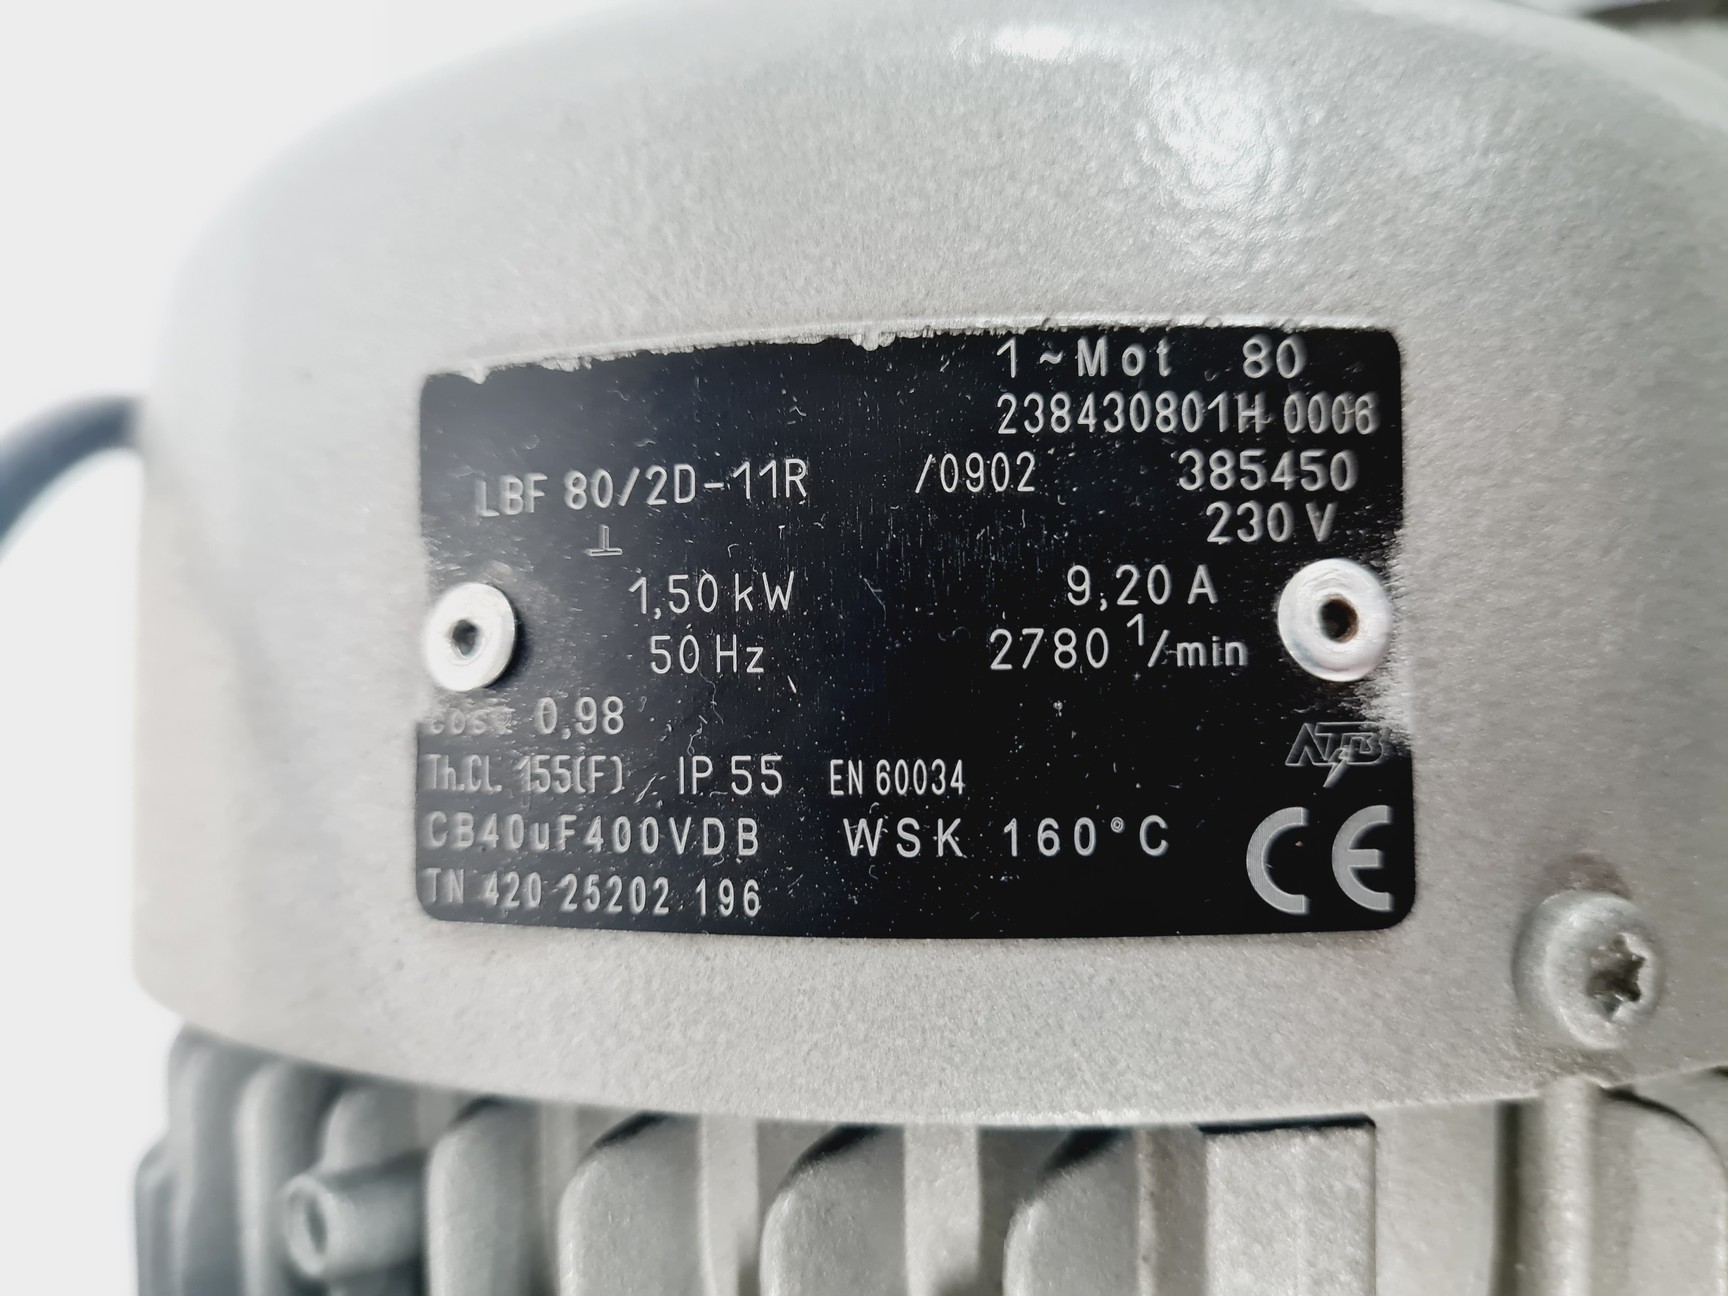 1~Mot 80
238430801H 0006
LBF 80/2D-11R /0902 385450
⊥ 230 V
1,50 kW 9,20 A
50 Hz 2780 1/min
cosφ 0,98
ATB
Th.Cl. 155(F) IP 55 EN 60034
CB40uF400VDB WSK 160°C
CE
TN 420 25202 196